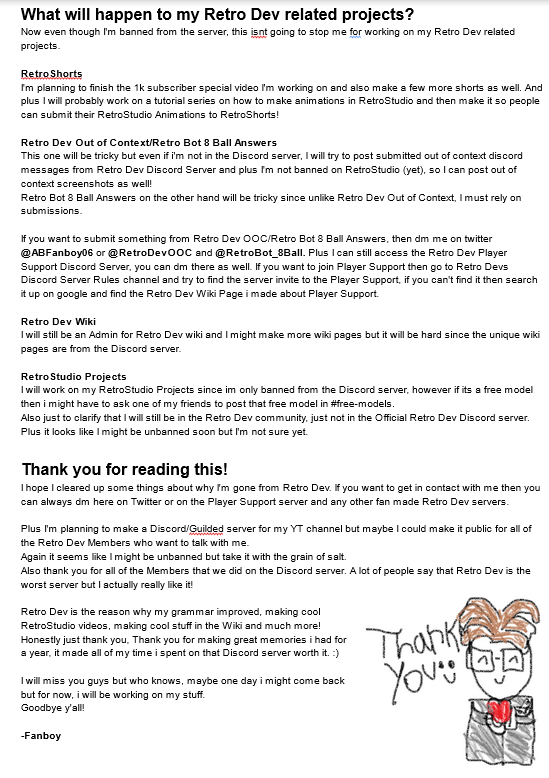 What will happen to my Retro Dev related projects?
Now even though I'm banned from the server, this isnt going to stop me for working on my Retro Dev related
projects.
RetroShorts
I'm planning to finish the 1k subscriber special video I'm working on and also make a few more shorts as well. And
plus I will probably work on a tutorial series on how to make animations in RetroStudio and then make it so people
can submit their RetroStudio Animations to RetroShorts!
Retro Dev Out of Context/Retro Bot 8 Ball Answers
This one will be tricky but even if i'm not in the Discord server, I will try to post submitted out of context discord
messages from Retro Dev Discord Server and plus I'm not banned on RetroStudio (yet), so I can post out of
context screenshots as well!
Retro Bot 8 Ball Answers on the other hand will be tricky since unlike Retro Dev Out of Context, I must rely on
submissions.
If you want to submit something from Retro Dev OOC/Retro Bot 8 Ball Answers, then dm me on twitter
@ABFanboy06 or @RetroDevOOC and @RetroBot_8Ball. Plus I can still access the Retro Dev Player
Support Discord Server, you can dm there as well. If you want to join Player Support then go to Retro Devs
Discord Server Rules channel and try to find the server invite to the Player Support, if you can't find it then search
it up on google and find the Retro Dev Wiki Page i made about Player Support.
Retro Dev Wiki
I will still be an Admin for Retro Dev wiki and I might make more wiki pages but it will be hard since the unique wiki
pages are from the Discord server.
RetroStudio Projects
I will work on my RetroStudio Projects since im only banned from the Discord server, however if its a free model
then i might have to ask one of my friends to post that free model in #free-models.
Also just to clarify that I will still be in the Retro Dev community, just not in the Official Retro Dev Discord server.
Plus it looks like I might be unbanned soon but I'm not sure yet.
Thank you for reading this!
I hope I cleared up some things about why I'm gone from Retro Dev. If you want to get in contact with me then you
can always dm here on Twitter or on the Player Support server and any other fan made Retro Dev servers.
Plus I'm planning to make a Discord/Guilded server for my YT channel but maybe I could make it public for all of
the Retro Dev Members who want to talk with me.
Again it seems like I might be unbanned but take it with the grain of salt.
Also thank you for all of the Members that we did on the Discord server. A lot of people say that Retro Dev is the
worst server but I actually really like it!
Retro Dev is the reason why my grammar improved, making cool
RetroStudio videos, making cool stuff in the Wiki and much more!
Honestly just thank you, Thank you for making great memories i had for
a year, it made all of my time i spent on that Discord server worth it. :)
I will miss you guys but who knows, maybe one day i might come back
but for now, i will be working on my stuff.
Goodbye y'all!
-Fanboy
Thank
you :)